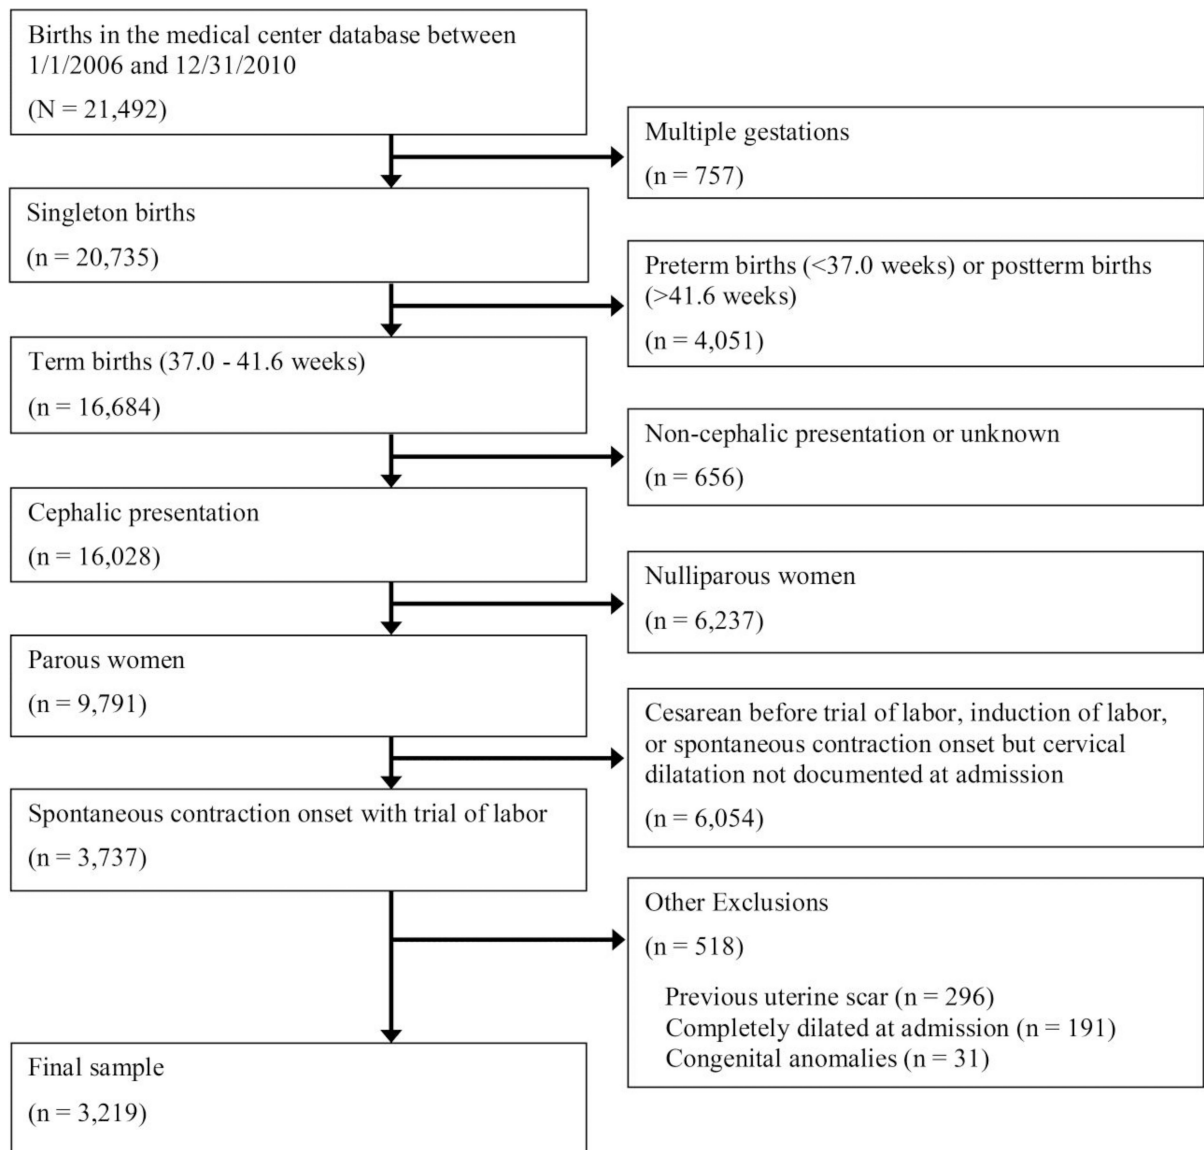 Births in the medical center database between
1/1/2006 and 12/31/2010
(N = 21,492)
Multiple gestations
(n = 757)
Singleton births
(n = 20,735)
Preterm births (<37.0 weeks) or postterm births
(>41.6 weeks)
(n = 4,051)
Term births (37.0 - 41.6 weeks)
(n = 16,684)
Non-cephalic presentation or unknown
(n = 656)
Cephalic presentation
(n = 16,028)
Nulliparous women
(n = 6,237)
Parous women
(n = 9,791)
Cesarean before trial of labor, induction of labor,
or spontaneous contraction onset but cervical
dilatation not documented at admission
(n = 6,054)
Spontaneous contraction onset with trial of labor
(n = 3,737)
Other Exclusions
(n = 518)
Previous uterine scar (n = 296)
Completely dilated at admission (n = 191)
Congenital anomalies (n = 31)
Final sample
(n = 3,219)